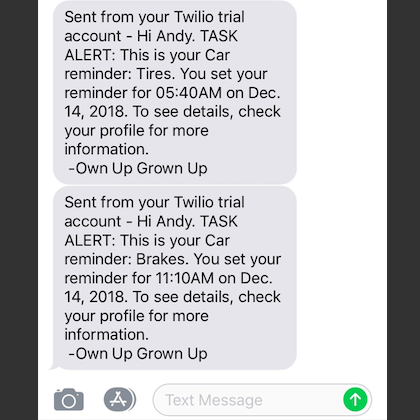 Sent from your Twilio trial
account - Hi Andy. TASK
ALERT: This is your Car
reminder: Tires. You set your
reminder for 05:40AM on Dec.
14, 2018. To see details, check
your profile for more
information.
-Own Up Grown Up
Sent from your Twilio trial
account - Hi Andy. TASK
ALERT: This is your Car
reminder: Brakes. You set your
reminder for 11:10AM on Dec.
14, 2018. To see details, check
your profile for more
information.
-Own Up Grown Up
Text Message